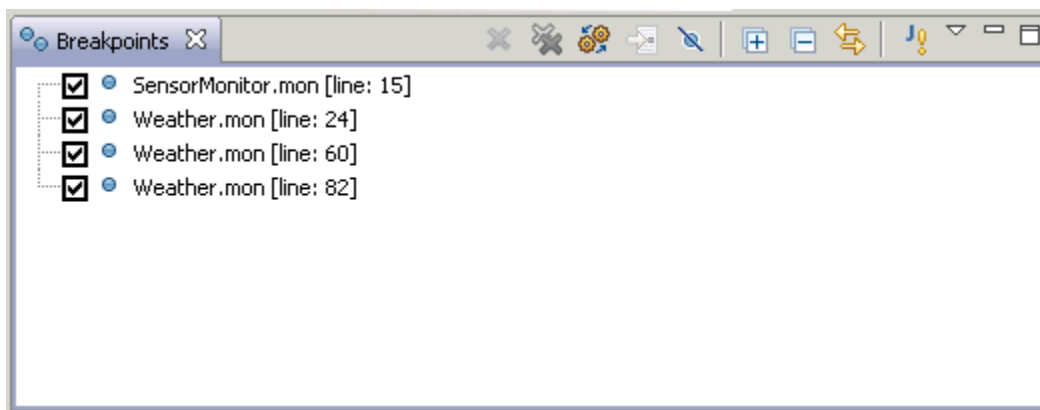 Breakpoints
SensorMonitor.mon [line: 15]
Weather.mon [line: 24]
Weather.mon [line: 60]
Weather.mon [line: 82]